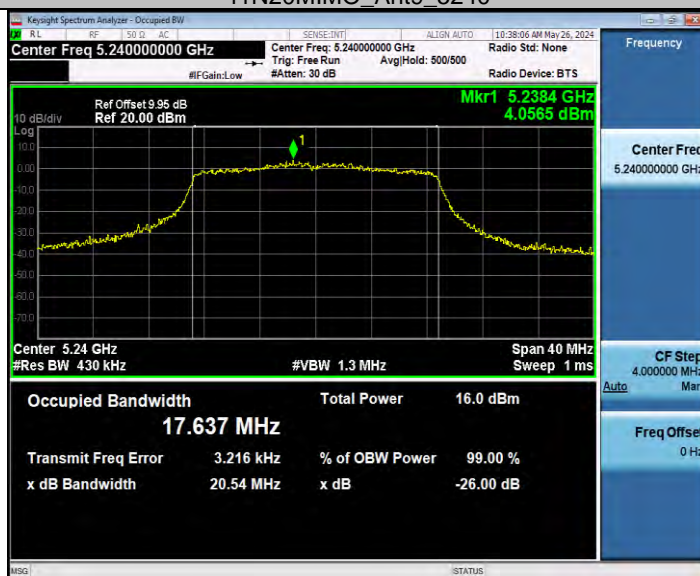 Keysight Spectrum Analyzer - Occupied BW
RL RF 50 Ω AC SENSE:INT ALIGN AUTO 10:38:06 AM May 26, 2024
Center Freq 5.240000000 GHz
Center Freq: 5.240000000 GHz
Radio Std: None
Trig: Free Run Avg|Hold: 500/500
#IFGain:Low #Atten: 30 dB Radio Device: BTS
Frequency
Ref Offset 9.95 dB
10 dB/div Ref 20.00 dBm
Mkr1 5.2384 GHz
4.0565 dBm
Log
10.0
0.00
-10.0
-20.0
-30.0
-40.0
-50.0
-60.0
-70.0
1
Center 5.24 GHz Span 40 MHz
#Res BW 430 kHz #VBW 1.3 MHz Sweep 1 ms
Occupied Bandwidth Total Power 16.0 dBm
17.637 MHz
Transmit Freq Error 3.216 kHz % of OBW Power 99.00 %
x dB Bandwidth 20.54 MHz x dB -26.00 dB
Center Freq
5.240000000 GHz
CF Step
4.000000 MHz
Auto Man
Freq Offset
0 Hz
MSG STATUS